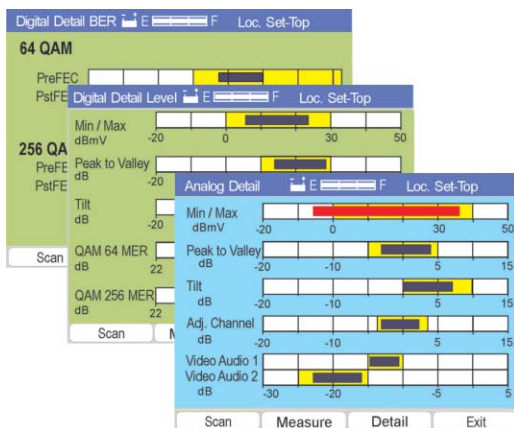 Digital Detail BER E F Loc. Set-Top
64 QAM
PreFEC
PstFE
256 QA
PreFE
PstFE
Scan
Digital Detail Level E F Loc. Set-Top
Min / Max
dBmV -20 0 30 50
Peak to Valley
dB -20
Tilt
dB -20
QAM 64 MER
dB 22
QAM 256 MER
dB 22
Scan M
Analog Detail E F Loc. Set-Top
Min / Max
dBmV -20 0 30 50
Peak to Valley
dB -20 -10 5 15
Tilt
dB -20 -10 5 15
Adj. Channel
dB -20 -10 5 15
Video Audio 1
Video Audio 2
dB -30 -20 -5 5
Scan Measure Detail Exit